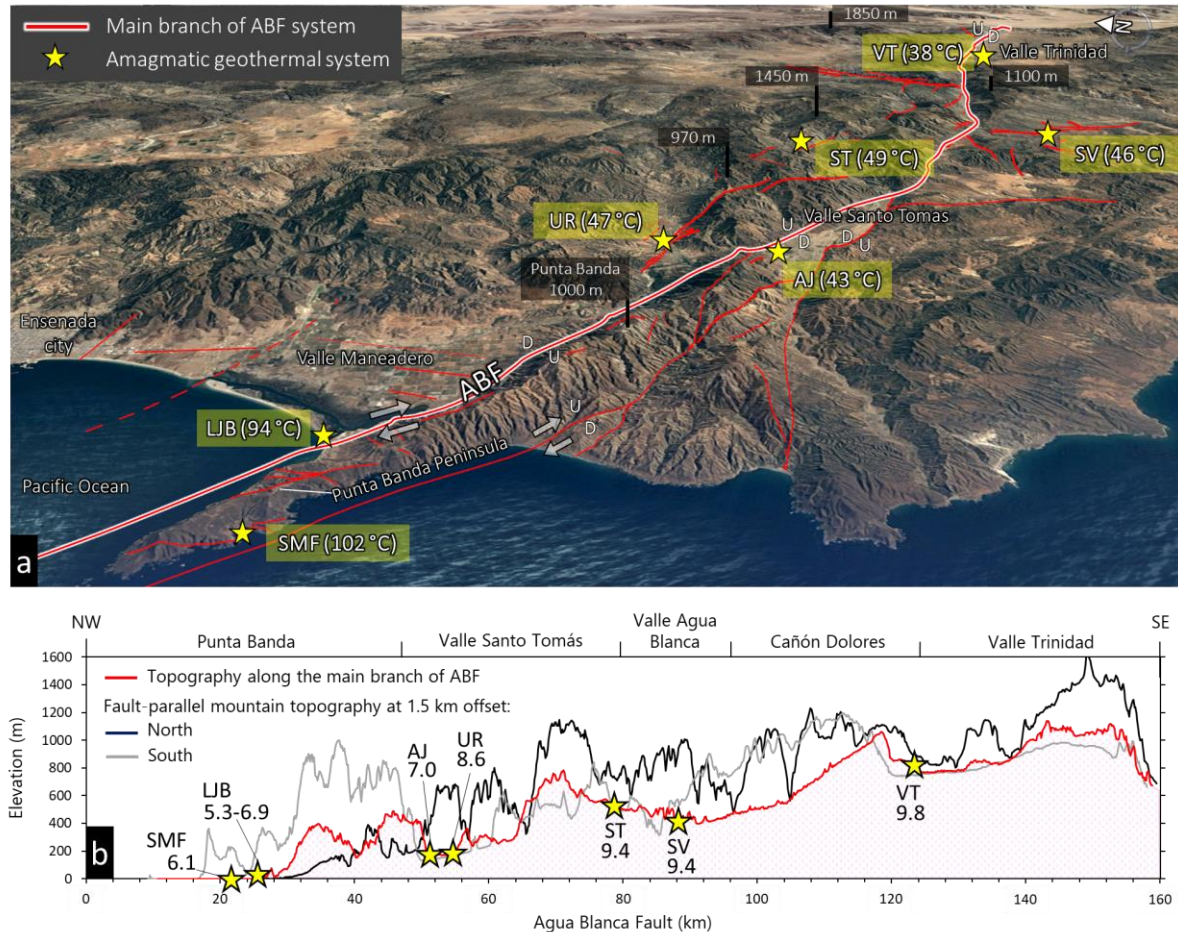 Main branch of ABF system
Amagmatic geothermal system
1850 m
N
U
D
VT (38 °C)
Valle Trinidad
1450 m
1100 m
970 m
ST (49 °C)
SV (46 °C)
UR (47 °C)
Valle Santo Tomas
U
D
D
U
Punta Banda
1000 m
AJ (43 °C)
Ensenada
city
Valle Maneadero
D
U
ABF
U
D
LJB (94 °C)
Punta Banda Peninsula
Pacific Ocean
SMF (102 °C)
a
NW
SE
Punta Banda
Valle Santo Tomás
Valle Agua
Blanca
Cañón Dolores
Valle Trinidad
1600
1400
1200
1000
800
600
400
200
0
Elevation (m)
Topography along the main branch of ABF
Fault-parallel mountain topography at 1.5 km offset:
North
South
SMF
6.1
LJB
5.3-6.9
AJ
7.0
UR
8.6
ST
9.4
SV
9.4
VT
9.8
b
0
20
40
60
80
100
120
140
160
Agua Blanca Fault (km)